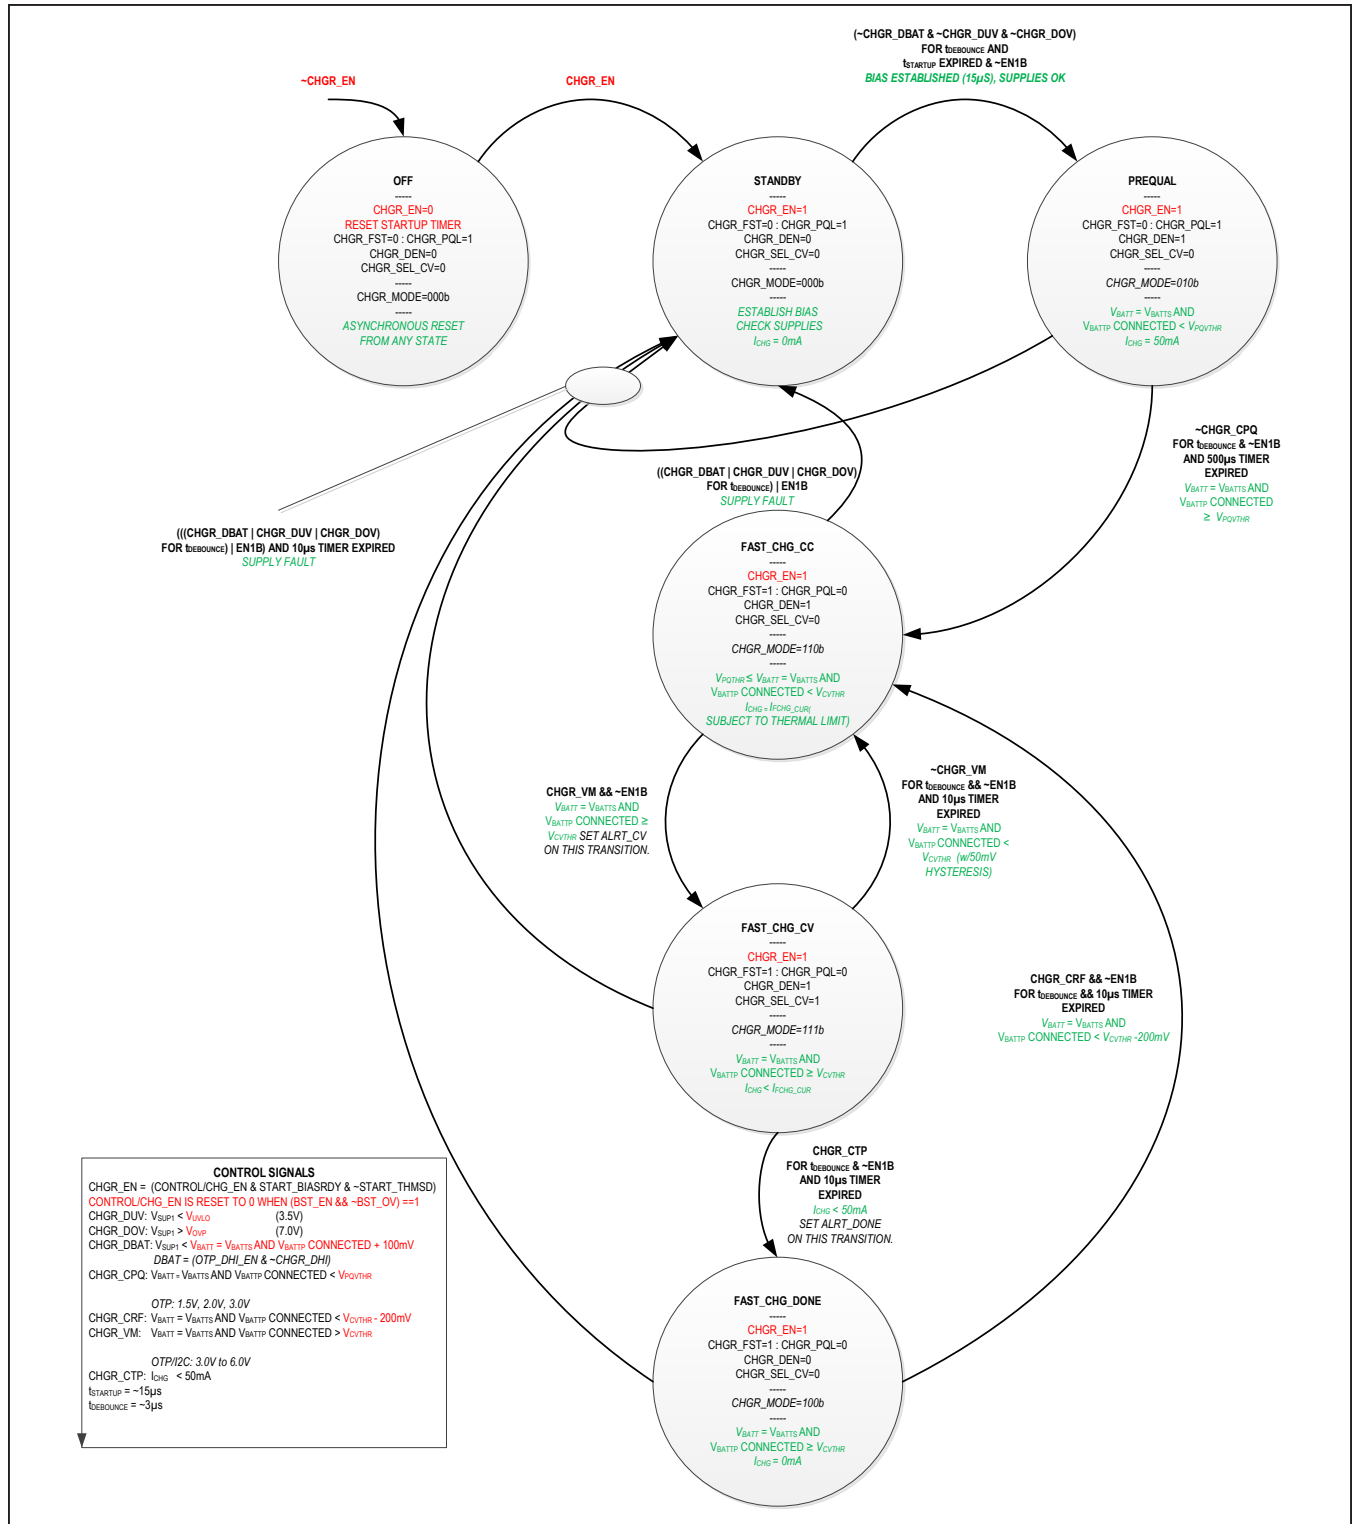 (~CHGR_DBAT & ~CHGR_DUV & ~CHGR_DOV)
FOR tDEBOUNCE AND
tSTARTUP EXPIRED & ~EN1B
BIAS ESTABLISHED (15µS), SUPPLIES OK
~CHGR_EN
CHGR_EN
OFF
-----
CHGR_EN=0
RESET STARTUP TIMER
CHGR_FST=0 : CHGR_PQL=1
CHGR_DEN=0
CHGR_SEL_CV=0
-----
CHGR_MODE=000b
-----
ASYNCHRONOUS RESET
FROM ANY STATE
STANDBY
-----
CHGR_EN=1
CHGR_FST=0 : CHGR_PQL=1
CHGR_DEN=0
CHGR_SEL_CV=0
-----
CHGR_MODE=000b
-----
ESTABLISH BIAS
CHECK SUPPLIES
ICHG = 0mA
PREQUAL
-----
CHGR_EN=1
CHGR_FST=0 : CHGR_PQL=1
CHGR_DEN=1
CHGR_SEL_CV=0
-----
CHGR_MODE=010b
-----
VBATT = VBATTS AND
VBATTP CONNECTED < VPQVTHR
ICHG = 50mA
~CHGR_CPQ
FOR tDEBOUNCE & ~EN1B
AND 500µs TIMER
EXPIRED
VBATT = VBATTS AND
VBATTP CONNECTED
≥ VPQVTHR
((CHGR_DBAT | CHGR_DUV | CHGR_DOV)
FOR tDEBOUNCE) | EN1B
SUPPLY FAULT
(((CHGR_DBAT | CHGR_DUV | CHGR_DOV)
FOR tDEBOUNCE) | EN1B) AND 10µs TIMER EXPIRED
SUPPLY FAULT
FAST_CHG_CC
-----
CHGR_EN=1
CHGR_FST=1 : CHGR_PQL=0
CHGR_DEN=1
CHGR_SEL_CV=0
-----
CHGR_MODE=110b
-----
VPQTHR ≤ VBATT = VBATTS AND
VBATTP CONNECTED < VCVTHR
ICHG = IFCHG_CUR(
SUBJECT TO THERMAL LIMIT)
CHGR_VM && ~EN1B
VBATT = VBATTS AND
VBATTP CONNECTED ≥
VCVTHR SET ALRT_CV
ON THIS TRANSITION.
~CHGR_VM
FOR tDEBOUNCE && ~EN1B
AND 10µs TIMER
EXPIRED
VBATT = VBATTS AND
VBATTP CONNECTED <
VCVTHR (w/50mV
HYSTERESIS)
FAST_CHG_CV
-----
CHGR_EN=1
CHGR_FST=1 : CHGR_PQL=0
CHGR_DEN=1
CHGR_SEL_CV=1
-----
CHGR_MODE=111b
-----
VBATT = VBATTS AND
VBATTP CONNECTED ≥ VCVTHR
ICHG < IFCHG_CUR
CHGR_CRF && ~EN1B
FOR tDEBOUNCE && 10µs TIMER
EXPIRED
VBATT = VBATTS AND
VBATTP CONNECTED < VCVTHR -200mV
CHGR_CTP
FOR tDEBOUNCE & ~EN1B
AND 10µs TIMER
EXPIRED
ICHG < 50mA
SET ALRT_DONE
ON THIS TRANSITION.
FAST_CHG_DONE
-----
CHGR_EN=1
CHGR_FST=1 : CHGR_PQL=0
CHGR_DEN=0
CHGR_SEL_CV=0
-----
CHGR_MODE=100b
-----
VBATT = VBATTS AND
VBATTP CONNECTED ≥ VCVTHR
ICHG = 0mA
CONTROL SIGNALS
CHGR_EN = (CONTROL/CHG_EN & START_BIASRDY & ~START_THMSD)
CONTROL/CHG_EN IS RESET TO 0 WHEN (BST_EN && ~BST_OV) ==1
CHGR_DUV: VSUP1 < VUVLO (3.5V)
CHGR_DOV: VSUP1 > VOVP (7.0V)
CHGR_DBAT: VSUP1 < VBATT = VBATTS AND VBATTP CONNECTED + 100mV
DBAT = (OTP_DHI_EN & ~CHGR_DHI)
CHGR_CPQ: VBATT = VBATTS AND VBATTP CONNECTED < VPQVTHR
OTP: 1.5V, 2.0V, 3.0V
CHGR_CRF: VBATT = VBATTS AND VBATTP CONNECTED < VCVTHR - 200mV
CHGR_VM: VBATT = VBATTS AND VBATTP CONNECTED > VCVTHR
OTP/I2C: 3.0V to 6.0V
CHGR_CTP: ICHG < 50mA
tSTARTUP = ~15µs
tDEBOUNCE = ~3µs